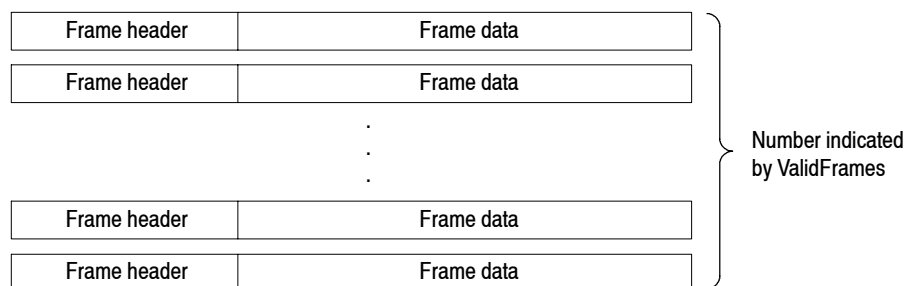 Frame header Frame data
Frame header Frame data
.
.
.
Number indicated
by ValidFrames
Frame header Frame data
Frame header Frame data